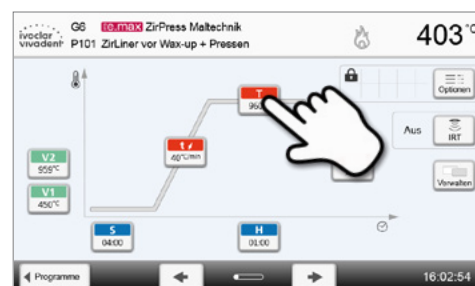 ivoclar
vivadent
G6 IPS e.max ZirPress Maltechnik
P101 ZirLiner vor Wax-up + Pressen
403°C
Optionen
T
960
Aus
IRT
t
40°C/min
V2
959°C
Verwalten
V1
450°C
S
04:00
H
01:00
Programme
16:02:54